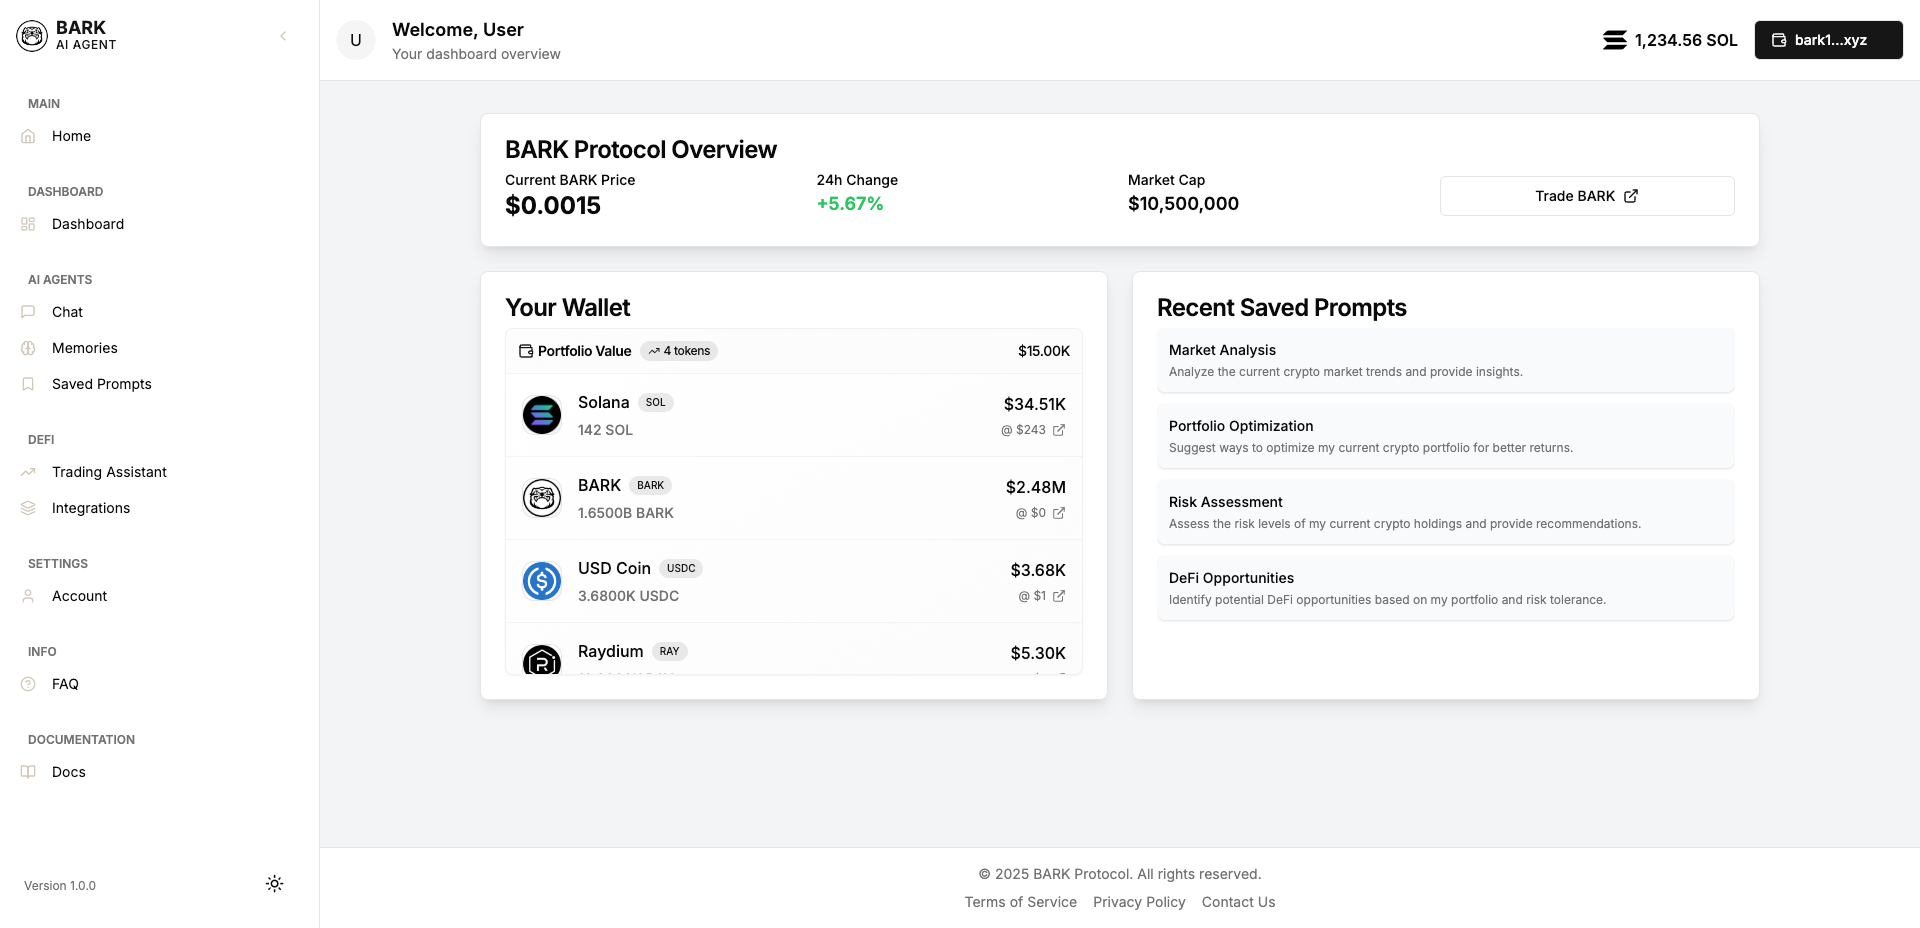 BARK
AI AGENT
MAIN
Home
DASHBOARD
Dashboard
AI AGENTS
Chat
Memories
Saved Prompts
DEFI
Trading Assistant
Integrations
SETTINGS
Account
INFO
FAQ
DOCUMENTATION
Docs
Version 1.0.0
U
Welcome, User
Your dashboard overview
1,234.56 SOL
bark1...xyz
BARK Protocol Overview
Current BARK Price
$0.0015
24h Change
+5.67%
Market Cap
$10,500,000
Trade BARK
Your Wallet
Portfolio Value 4 tokens $15.00K
Solana SOL $34.51K
142 SOL @ $243
BARK BARK $2.48M
1.6500B BARK @ $0
USD Coin USDC $3.68K
3.6800K USDC @ $1
Raydium RAY $5.30K
Recent Saved Prompts
Market Analysis
Analyze the current crypto market trends and provide insights.
Portfolio Optimization
Suggest ways to optimize my current crypto portfolio for better returns.
Risk Assessment
Assess the risk levels of my current crypto holdings and provide recommendations.
DeFi Opportunities
Identify potential DeFi opportunities based on my portfolio and risk tolerance.
© 2025 BARK Protocol. All rights reserved.
Terms of Service Privacy Policy Contact Us